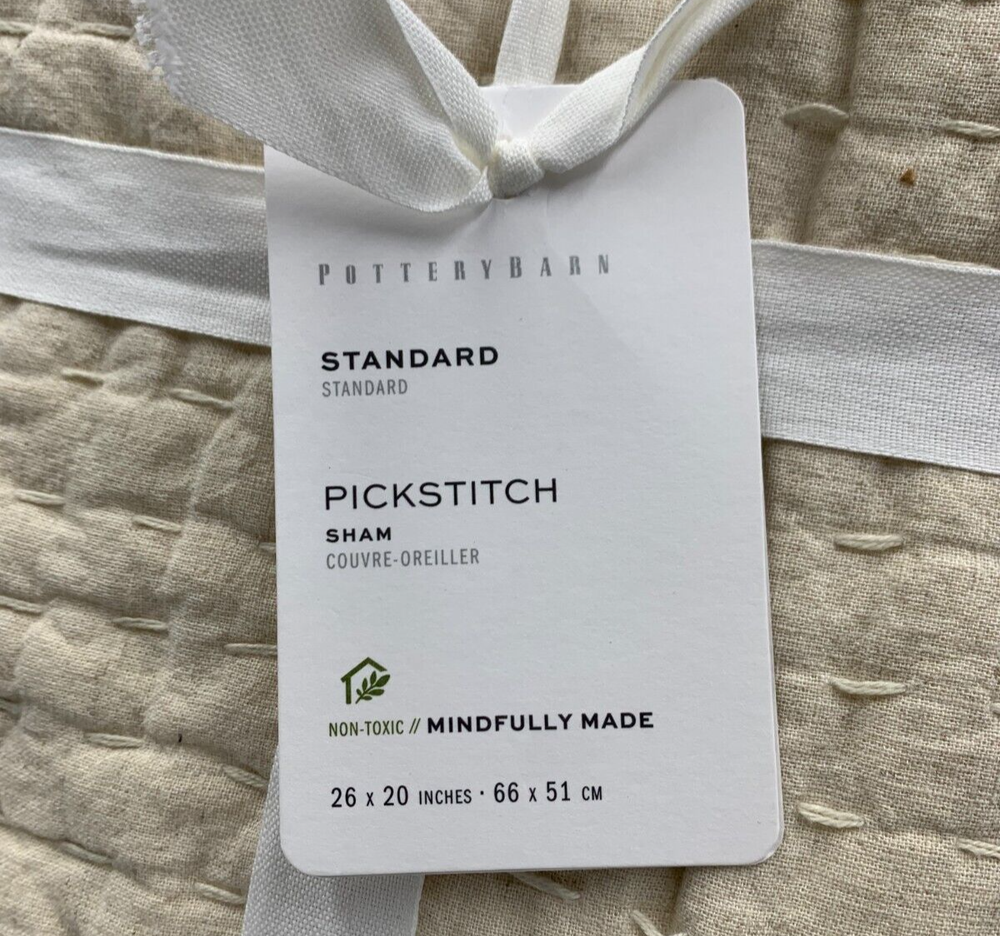 POTTERYBARN
STANDARD
STANDARD
PICKSTITCH
SHAM
COUVRE-OREILLER
NON-TOXIC // MINDFULLY MADE
26 x 20 INCHES · 66 x 51 CM